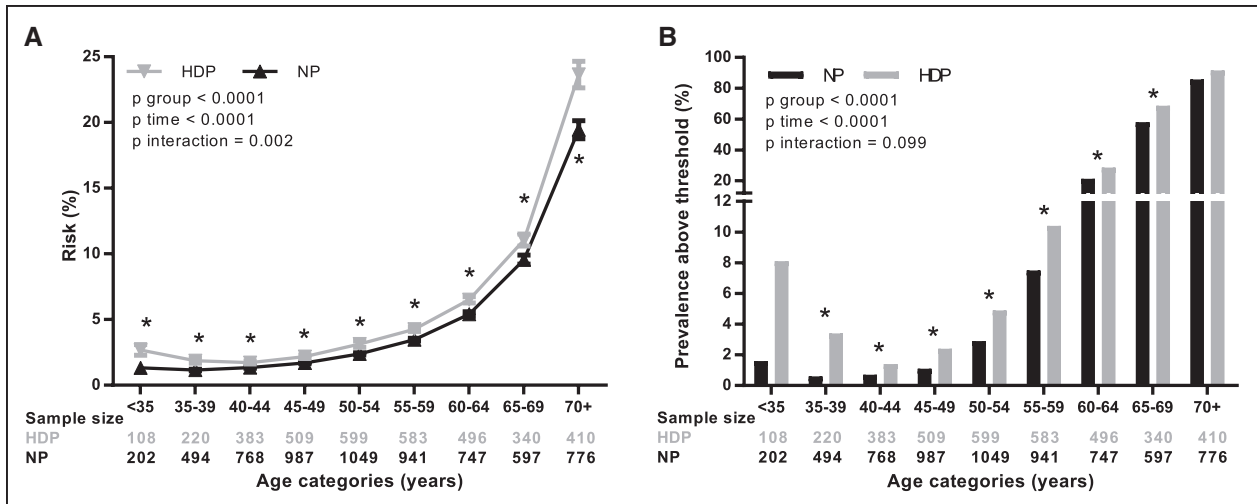 A
Risk (%)
25
20
15
10
5
0
HDP NP
p group < 0.0001
p time < 0.0001
p interaction = 0.002
* * * * * * * * *
<35 35-39 40-44 45-49 50-54 55-59 60-64 65-69 70+
Sample size
HDP 108 220 383 509 599 583 496 340 410
NP 202 494 768 987 1049 941 747 597 776
Age categories (years)
B
Prevalence above threshold (%)
100
80
60
40
20
12
10
8
6
4
2
0
NP HDP
p group < 0.0001
p time < 0.0001
p interaction = 0.099
* * * * * * *
<35 35-39 40-44 45-49 50-54 55-59 60-64 65-69 70+
108 220 383 509 599 583 496 340 410
202 494 768 987 1049 941 747 597 776
Age categories (years)